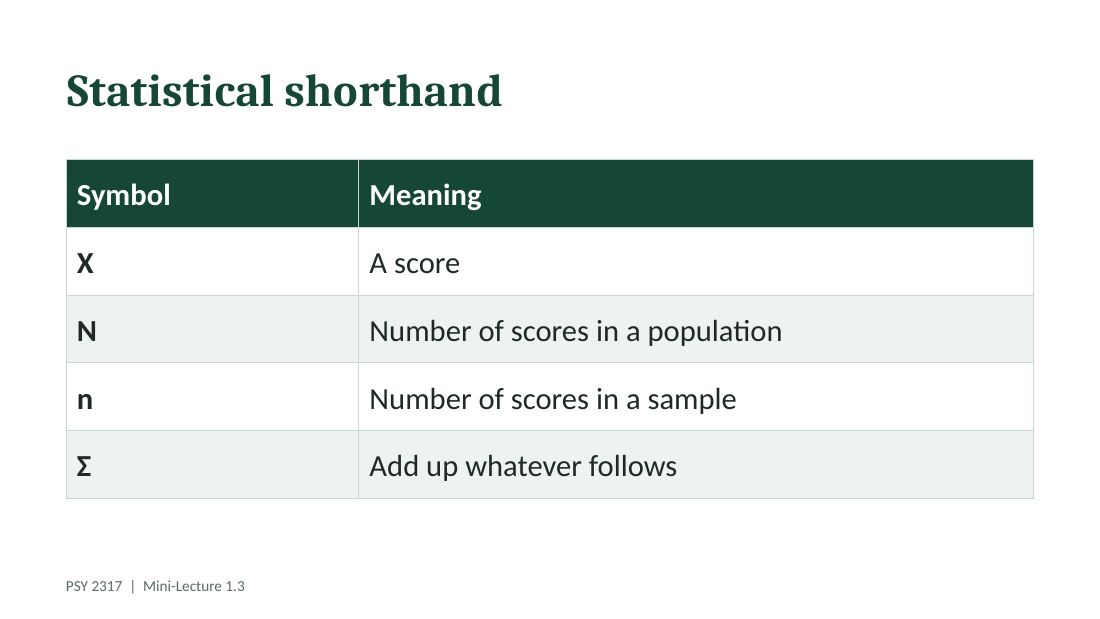 Statistical shorthand
Symbol Meaning
X A score
N Number of scores in a population
n Number of scores in a sample
Σ Add up whatever follows
PSY 2317 | Mini-Lecture 1.3